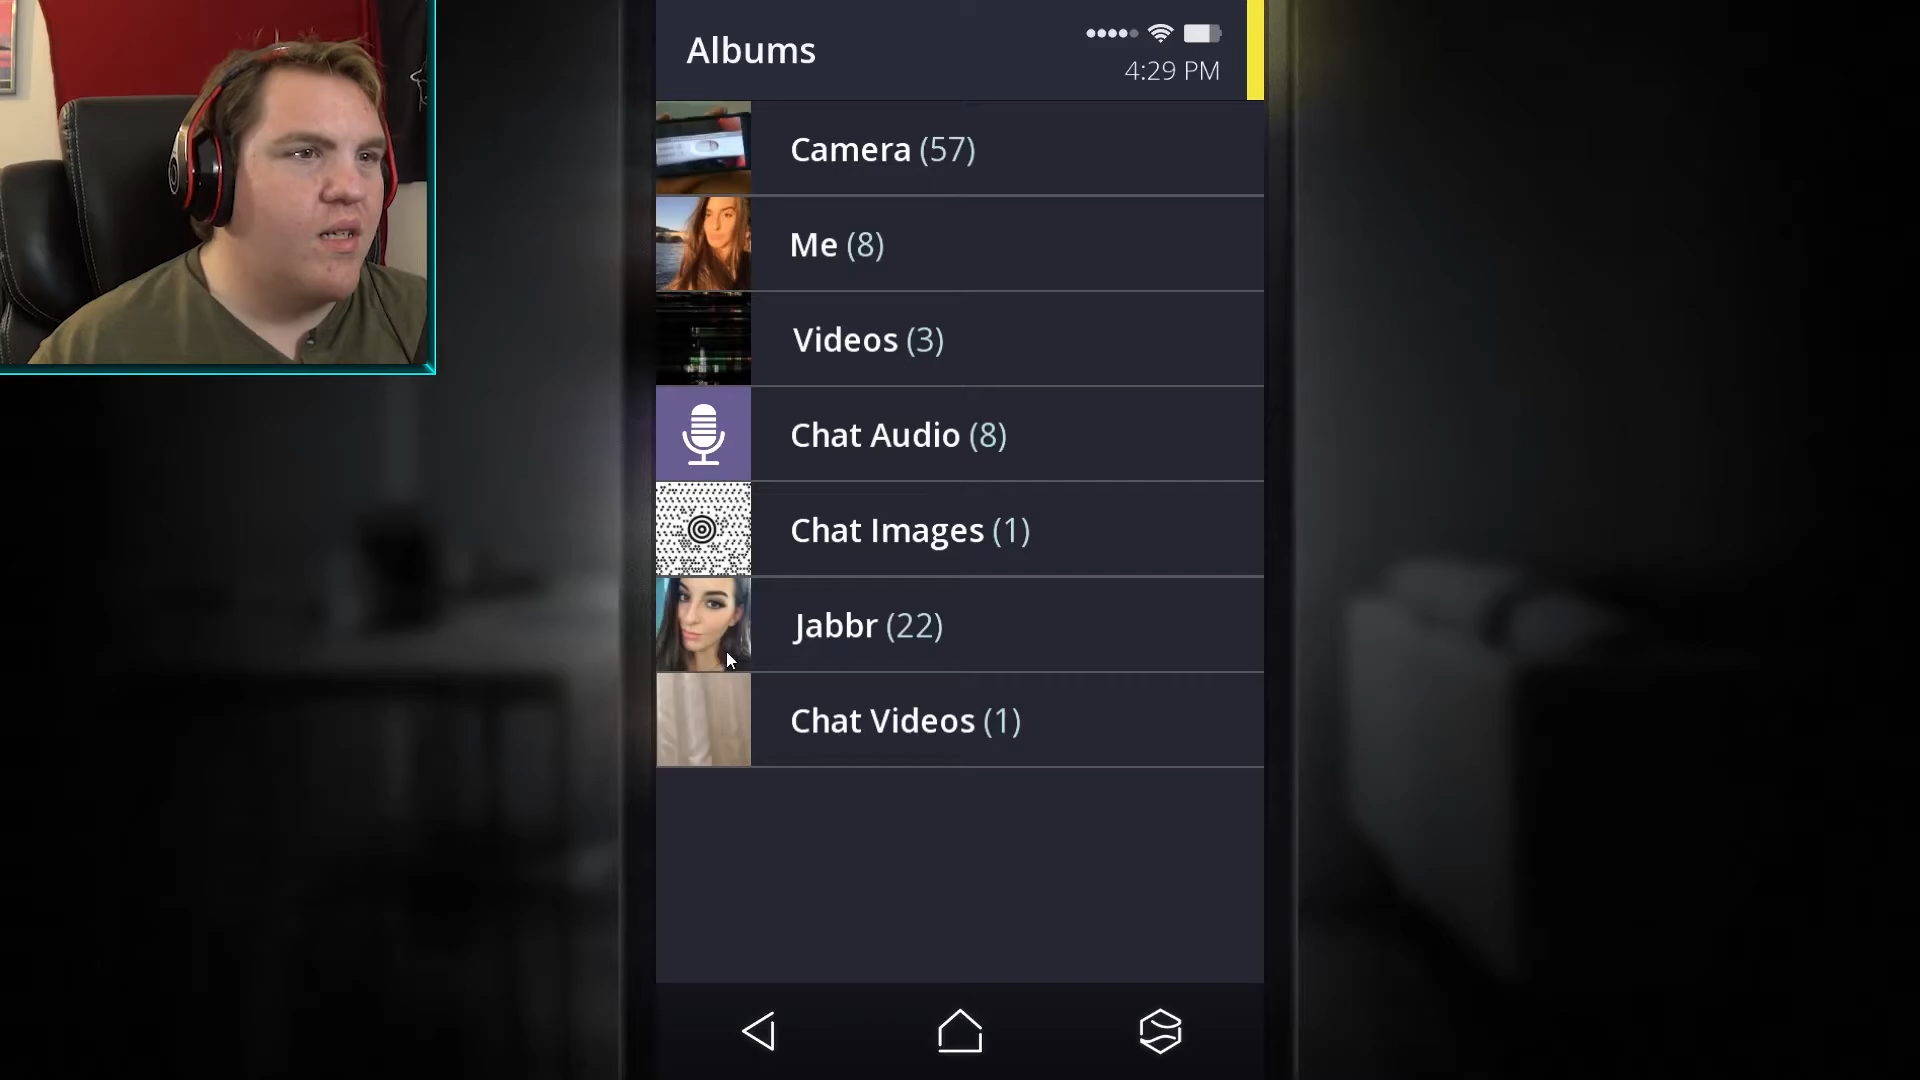 Albums
4:29 PM
Camera (57)
Me (8)
Videos (3)
Chat Audio (8)
Chat Images (1)
Jabbr (22)
Chat Videos (1)